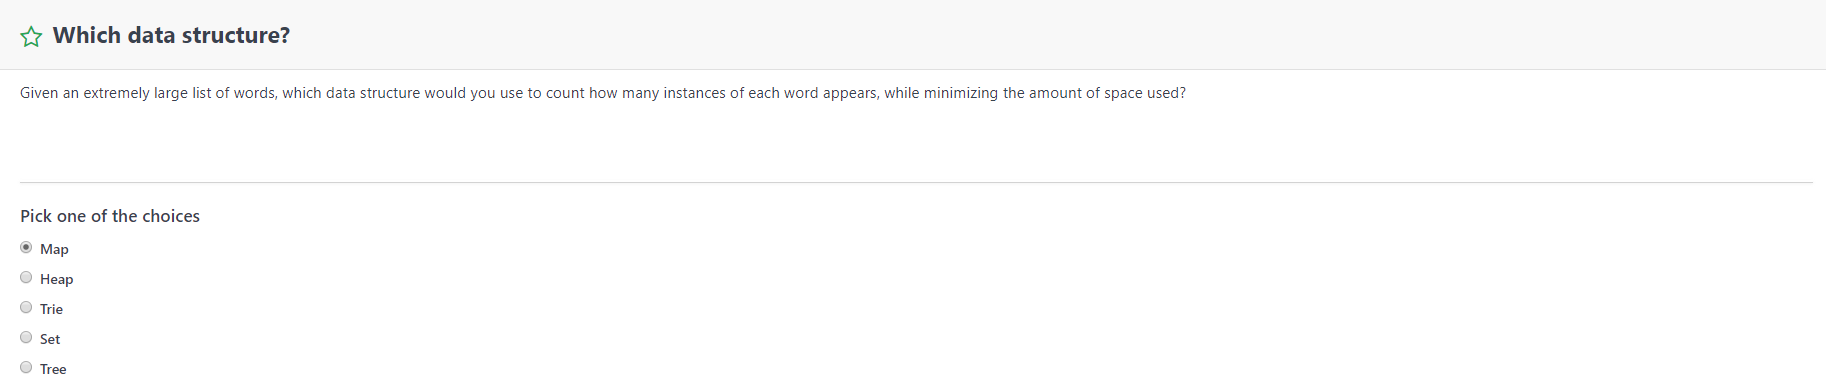 Which data structure?
Given an extremely large list of words, which data structure would you use to count how many instances of each word appears, while minimizing the amount of space used?
Pick one of the choices
Map
Heap
Trie
Set
Tree